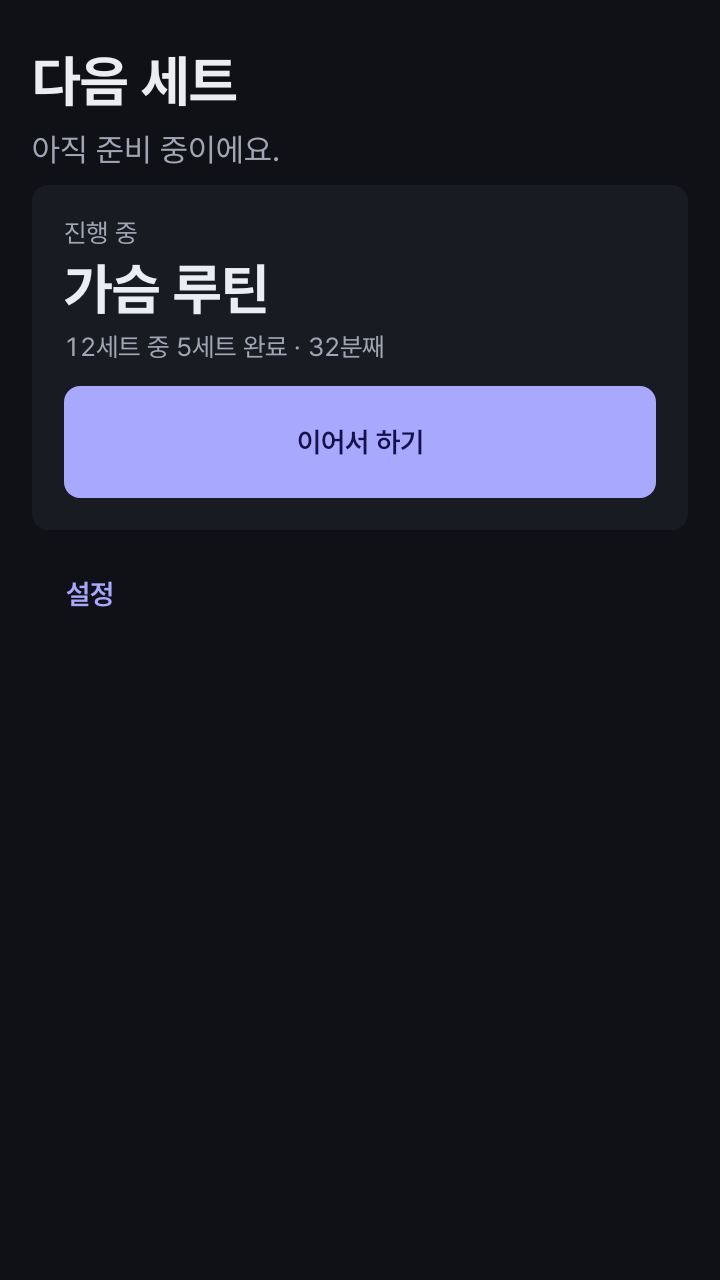 다음 세트
아직 준비 중이에요.
진행 중
가슴 루틴
12세트 중 5세트 완료 · 32분째
이어서 하기
설정